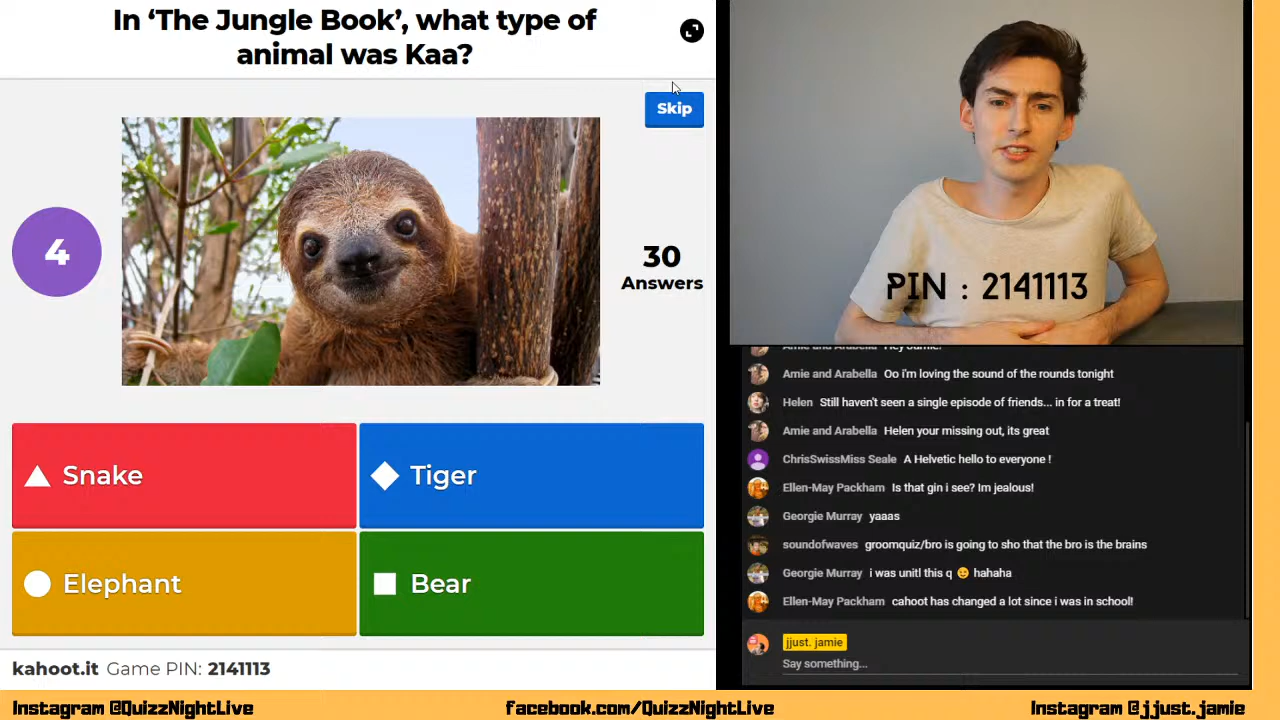 In ‘The Jungle Book’, what type of
animal was Kaa?
Skip
4
30
Answers
Snake
Tiger
Elephant
Bear
kahoot.it Game PIN: 2141113
PIN : 2141113
Amie and Arabella Hey Jamie!
Amie and Arabella Oo i'm loving the sound of the rounds tonight
Helen Still haven't seen a single episode of friends... in for a treat!
Amie and Arabella Helen your missing out, its great
ChrisSwissMiss Seale A Helvetic hello to everyone !
Ellen-May Packham Is that gin i see? Im jealous!
Georgie Murray yaaas
soundofwaves groomquiz/bro is going to sho that the bro is the brains
Georgie Murray i was unitl this q 😉 hahaha
Ellen-May Packham cahoot has changed a lot since i was in school!
jjust. jamie
Say something...
Instagram @QuizzNightLive
facebook.com/QuizzNightLive
Instagram @jjust.jamie